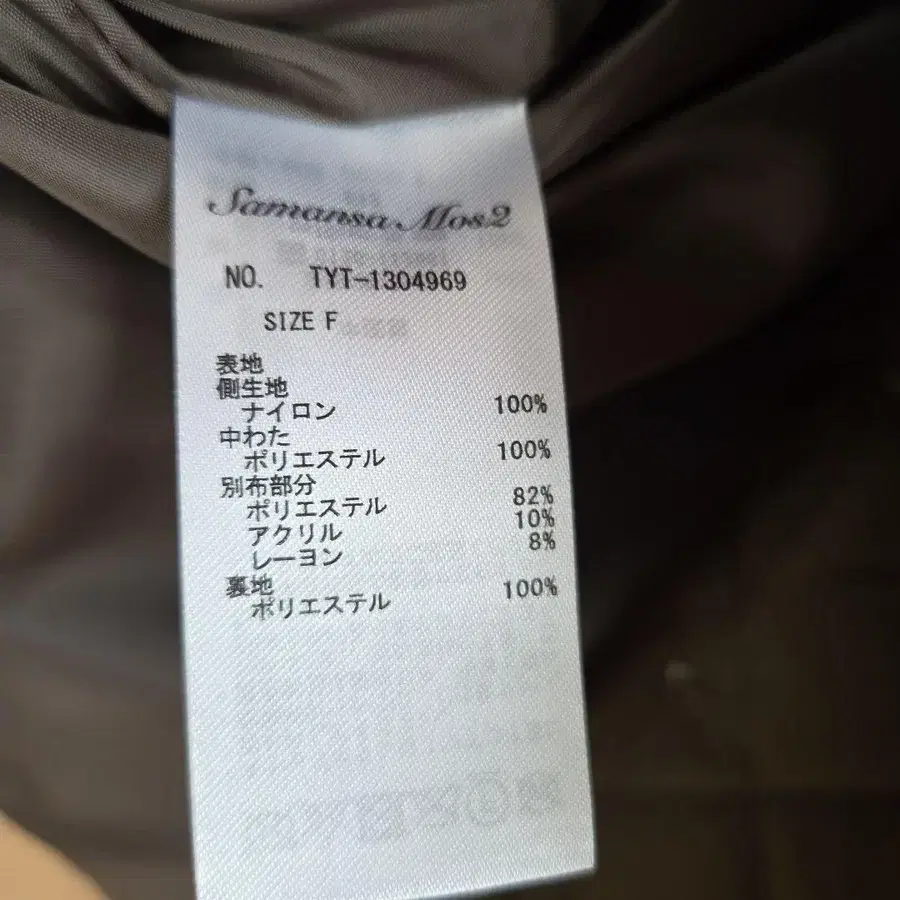 Samansa Mos2
NO. TYT-1304969
SIZE F
表地
側生地
ナイロン 100%
中わた
ポリエステル 100%
別布部分
ポリエステル 82%
アクリル 10%
レーヨン 8%
裏地
ポリエステル 100%